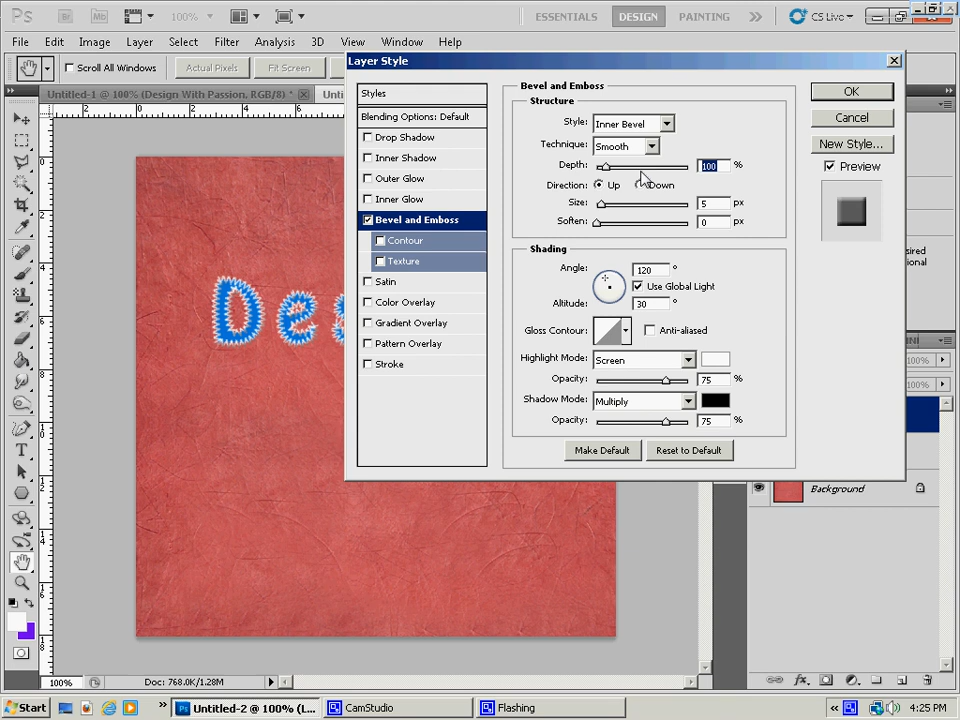 Ps Br Mb 100% ESSENTIALS DESIGN PAINTING CS Live
File Edit Image Layer Select Filter Analysis 3D View Window Help
Scroll All Windows Actual Pixels Fit Screen
Untitled-1 @ 100% (Design With Passion, RGB/8) *
Layer Style
Styles
Blending Options: Default
Drop Shadow
Inner Shadow
Outer Glow
Inner Glow
Bevel and Emboss
Contour
Texture
Satin
Color Overlay
Gradient Overlay
Pattern Overlay
Stroke
Bevel and Emboss
Structure
Style: Inner Bevel
Technique: Smooth
Depth: 100 %
Direction: Up Down
Size: 5 px
Soften: 0 px
Shading
Angle: 120 °
Use Global Light
Altitude: 30 °
Gloss Contour: Anti-aliased
Highlight Mode: Screen
Opacity: 75 %
Shadow Mode: Multiply
Opacity: 75 %
Make Default Reset to Default
OK
Cancel
New Style...
Preview
Des
Background
100% Doc: 768.0K/1.28M
Start Untitled-2 @ 100% (L... CamStudio Flashing 4:25 PM